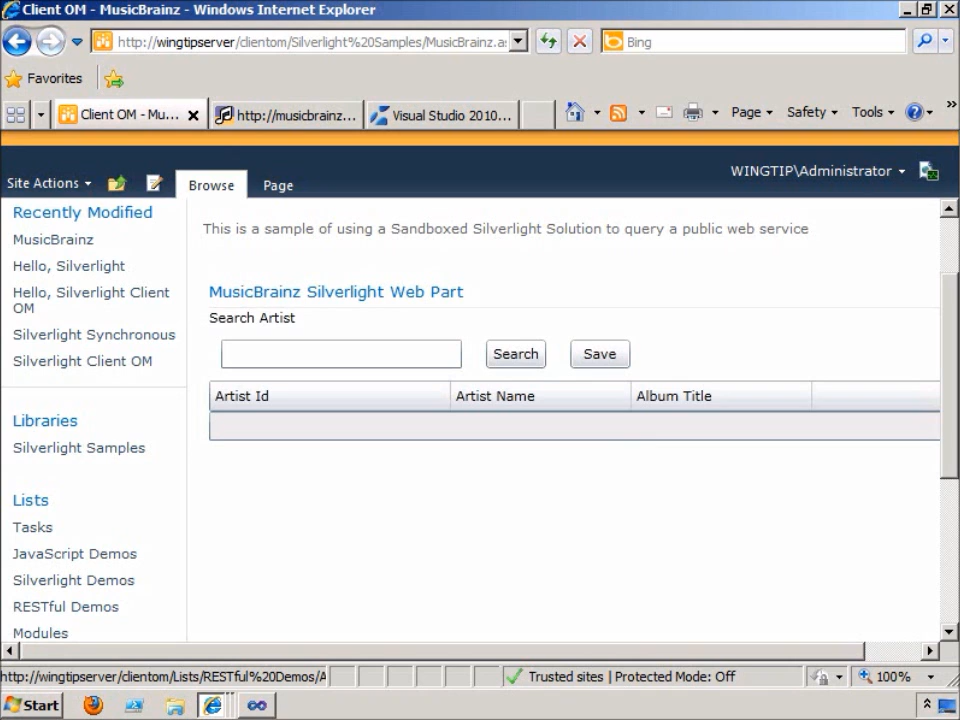 Client OM - MusicBrainz - Windows Internet Explorer
http://wingtipserver/clientom/Silverlight%20Samples/MusicBrainz.as
Bing
Favorites
Client OM - Mu...
http://musicbrainz...
Visual Studio 2010...
Page
Safety
Tools
»
Site Actions
Browse
Page
WINGTIP\Administrator
Recently Modified
MusicBrainz
Hello, Silverlight
Hello, Silverlight Client
OM
Silverlight Synchronous
Silverlight Client OM
Libraries
Silverlight Samples
Lists
Tasks
JavaScript Demos
Silverlight Demos
RESTful Demos
Modules
This is a sample of using a Sandboxed Silverlight Solution to query a public web service
MusicBrainz Silverlight Web Part
Search Artist
Search
Save
Artist Id
Artist Name
Album Title
http://wingtipserver/clientom/Lists/RESTful%20Demos/A
Trusted sites | Protected Mode: Off
100%
Start